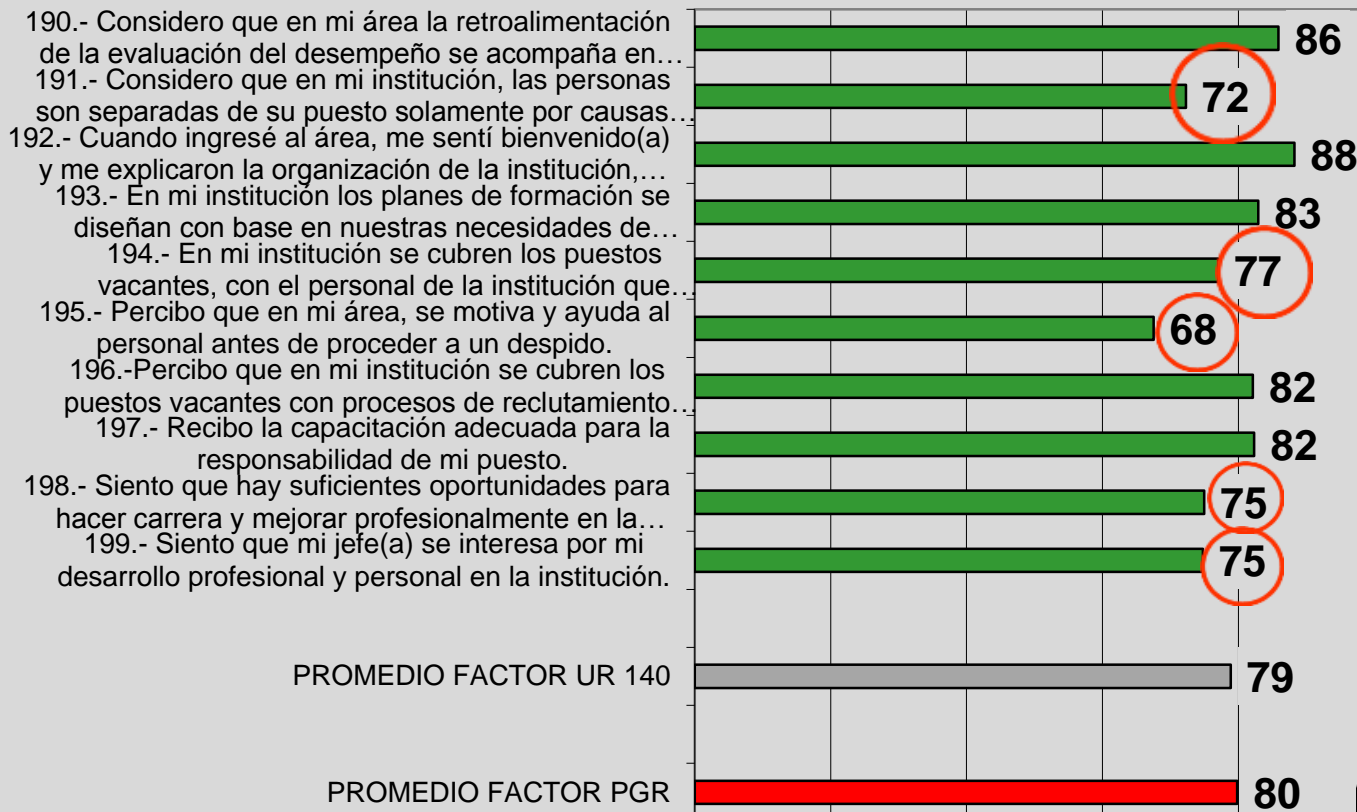 190.- Considero que en mi área la retroalimentación
de la evaluación del desempeño se acompaña en…
86
191.- Considero que en mi institución, las personas
son separadas de su puesto solamente por causas…
72
192.- Cuando ingresé al área, me sentí bienvenido(a)
y me explicaron la organización de la institución,…
88
193.- En mi institución los planes de formación se
diseñan con base en nuestras necesidades de…
83
194.- En mi institución se cubren los puestos
vacantes, con el personal de la institución que…
77
195.- Percibo que en mi área, se motiva y ayuda al
personal antes de proceder a un despido.
68
196.-Percibo que en mi institución se cubren los
puestos vacantes con procesos de reclutamiento…
82
197.- Recibo la capacitación adecuada para la
responsabilidad de mi puesto.
82
198.- Siento que hay suficientes oportunidades para
hacer carrera y mejorar profesionalmente en la…
75
199.- Siento que mi jefe(a) se interesa por mi
desarrollo profesional y personal en la institución.
75
PROMEDIO FACTOR UR 140
79
PROMEDIO FACTOR PGR
80